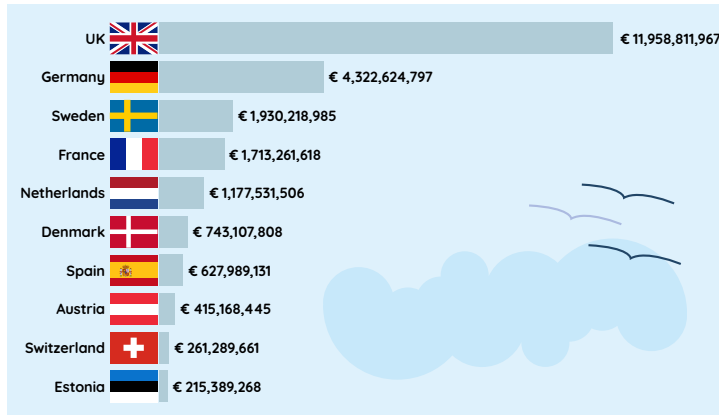 UK € 11,958,811,967
Germany € 4,322,624,797
Sweden € 1,930,218,985
France € 1,713,261,618
Netherlands € 1,177,531,506
Denmark € 743,107,808
Spain € 627,989,131
Austria € 415,168,445
Switzerland € 261,289,661
Estonia € 215,389,268